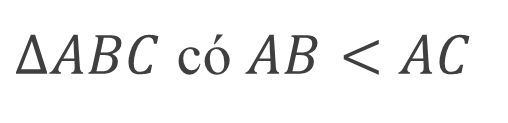 ΔABC có AB < AC